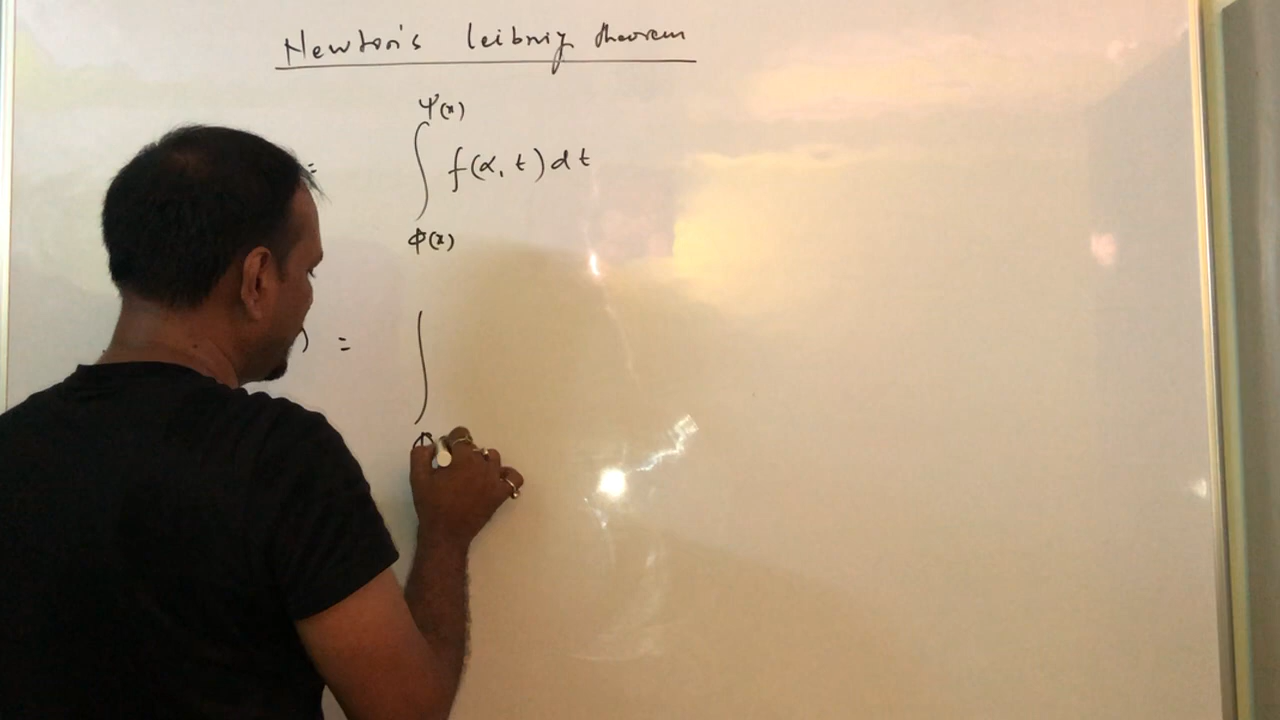 Newton's leibniz theorem
ψ(x)
= ∫ f(α, t) dt
φ(x)
) = ∫